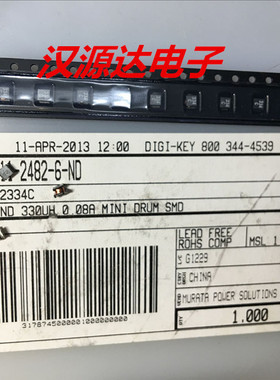 汉源达电子
11-APR-2013 12:00 DIGI-KEY 800 344-4539
2482-6-ND
2334C
ND 330UH 0.08A MINI DRUM SMD
LEAD FREE
ROHS COMP
MSL 1
G1229
CHINA
MURATA POWER SOLUTIONS
1.000